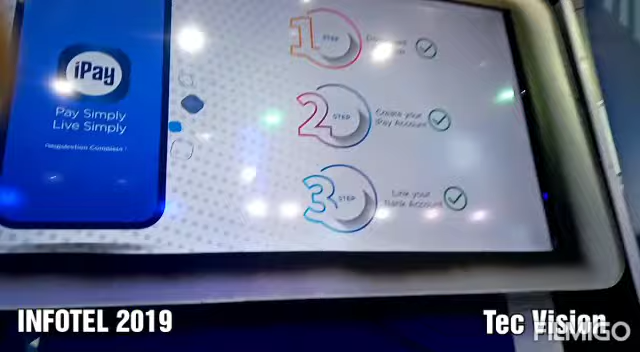 iPay
Pay Simply
Live Simply
Registration Complete !
1
STEP
2
STEP
Create your
iPay Account
3
STEP
Link your
Bank Account
INFOTEL 2019
Tec Vision
FILMIGO